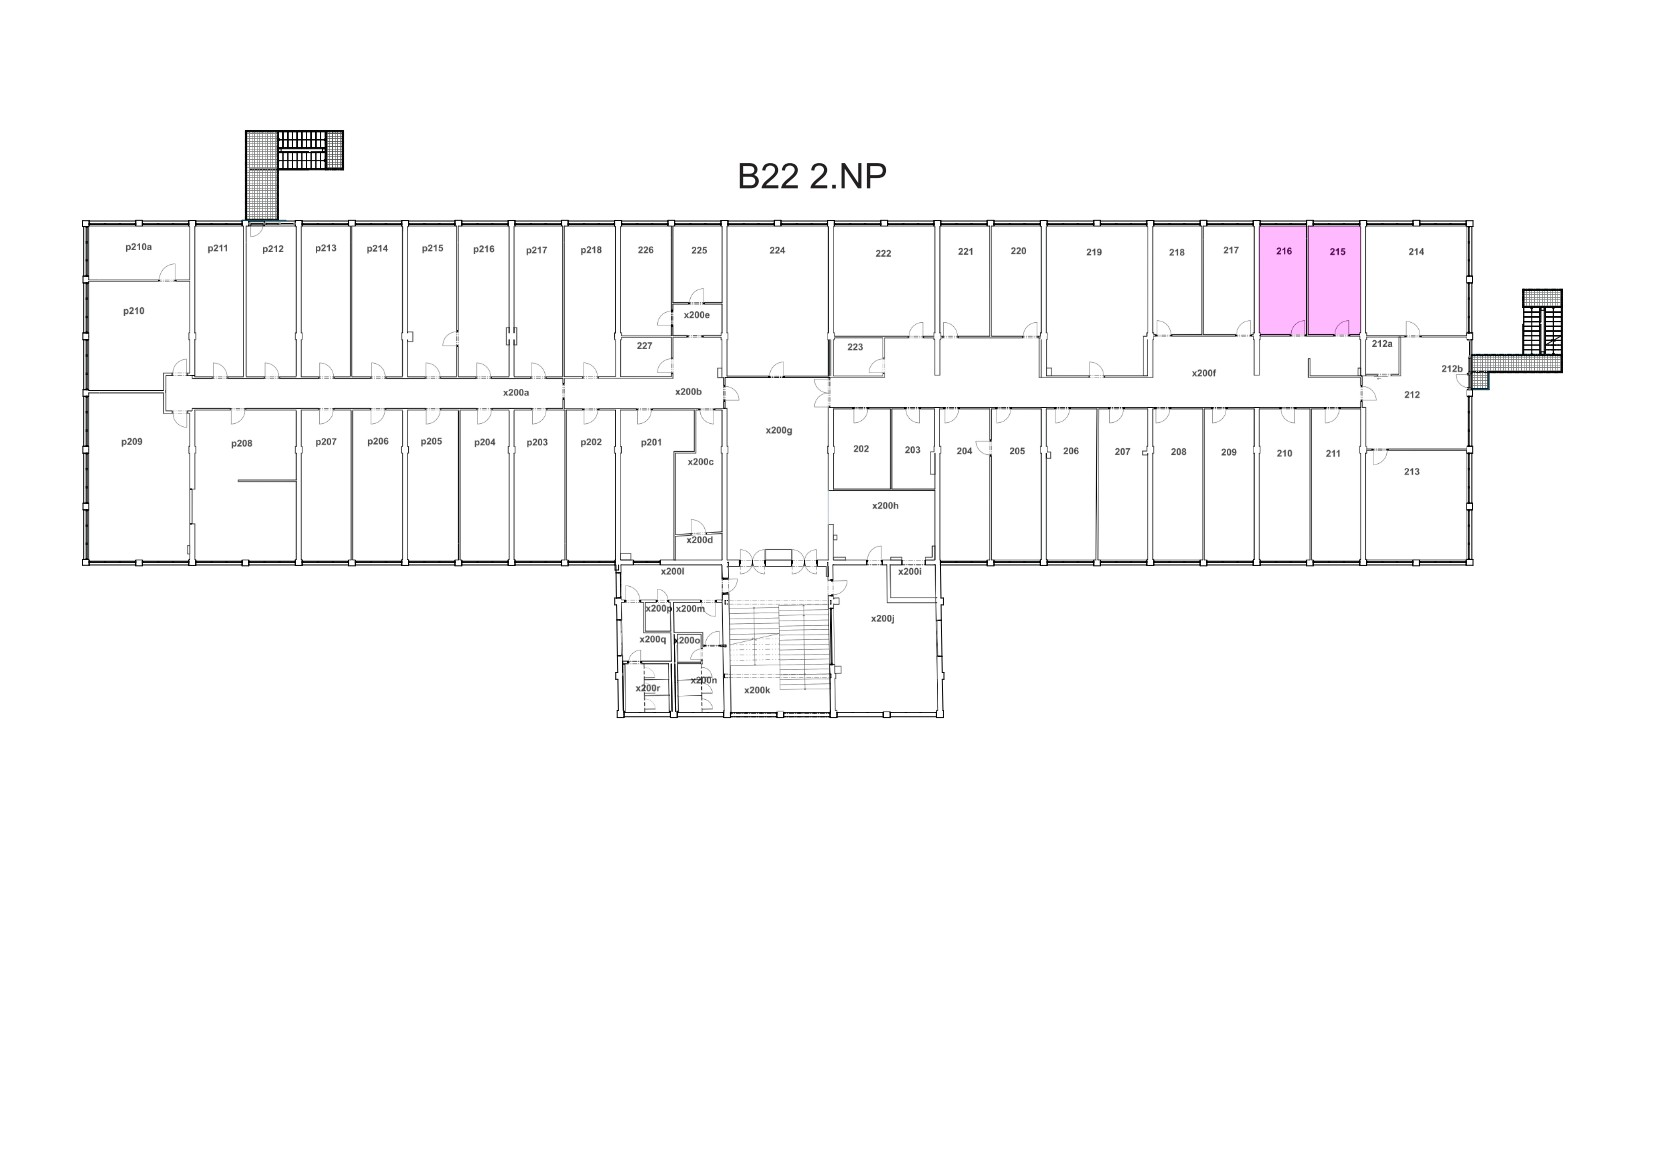 B22 2.NP
p210a
p211
p212
p213
p214
p215
p216
p217
p218
226
225
224
222
221
220
219
218
217
216
215
214
p210
x200e
227
223
212a
x200f
212b
x200a
x200b
212
p209
p208
p207
p206
p205
p204
p203
p202
p201
x200g
202
203
204
205
206
207
208
209
210
211
213
x200c
x200h
x200d
x200l
x200i
x200p
x200m
x200j
x200q
x200o
x200r
x200n
x200k